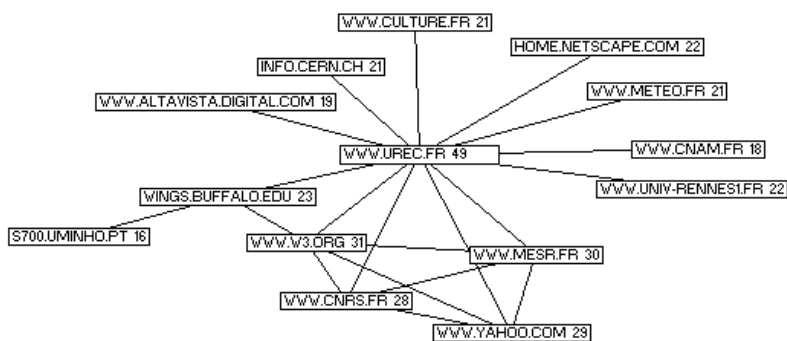 WWW.CULTURE.FR 21
HOME.NETSCAPE.COM 22
INFO.CERN.CH 21
WWW.METEO.FR 21
WWW.ALTAVISTA.DIGITAL.COM 19
WWW.UREC.FR 49
WWW.CNAM.FR 18
WWW.UNIV-RENNES1.FR 22
WINGS.BUFFALO.EDU 23
S700.UMINHO.PT 16
WWW.W3.ORG 31
WWW.MESR.FR 30
WWW.CNRS.FR 28
WWW.YAHOO.COM 29